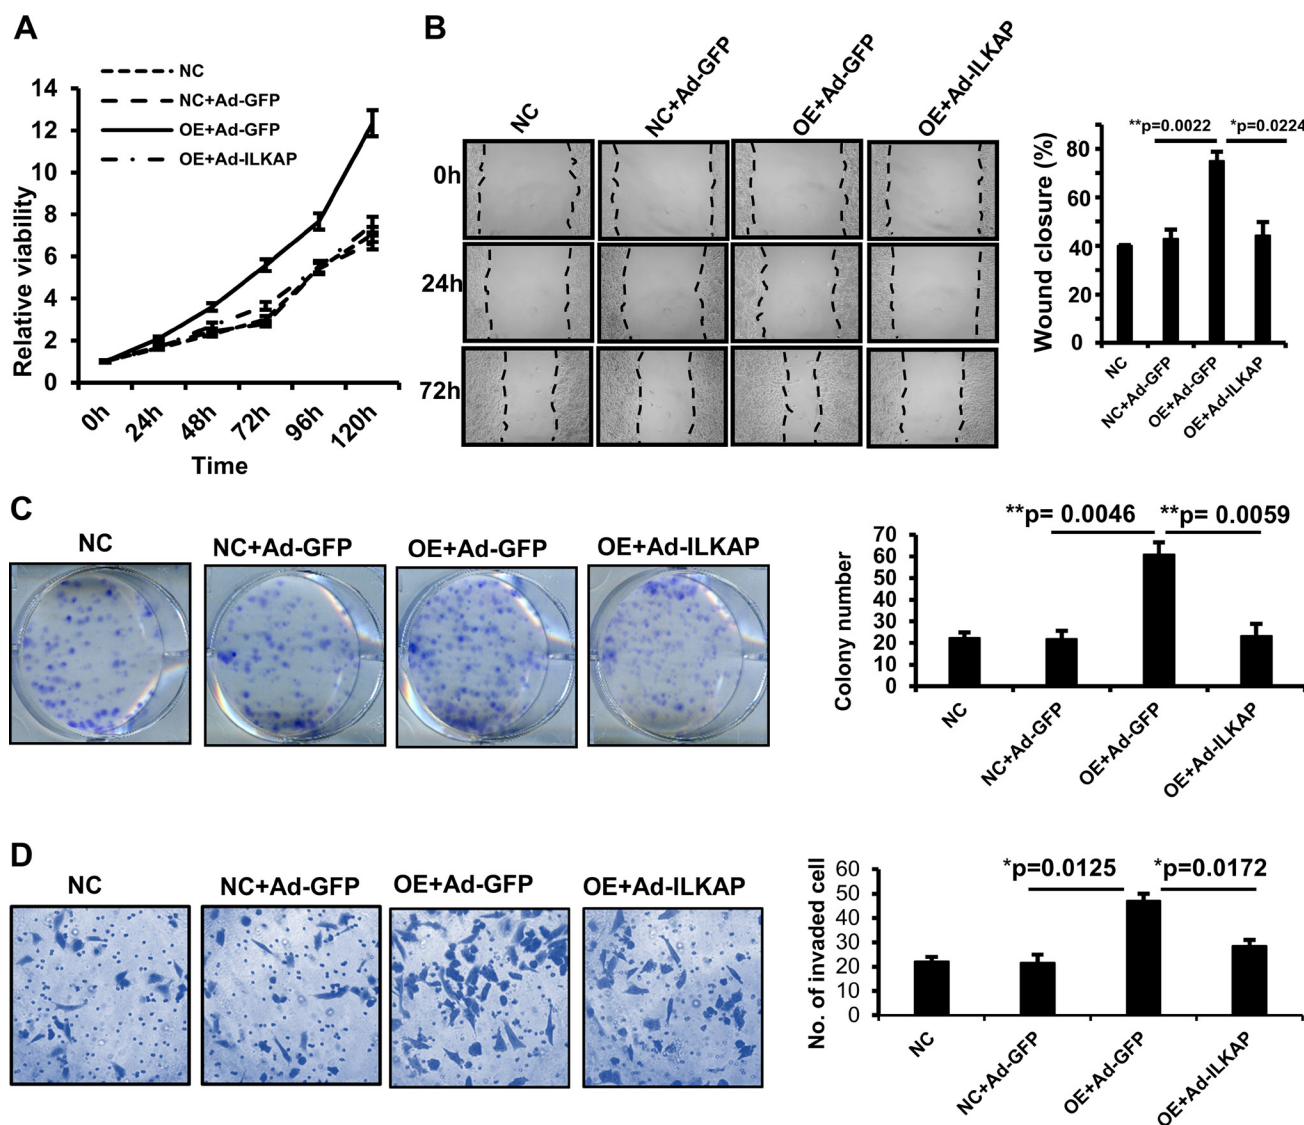 A
NC
NC+Ad-GFP
OE+Ad-GFP
OE+Ad-ILKAP
Relative viability
14
12
10
8
6
4
2
0
0h
24h
48h
72h
96h
120h
Time
B
NC
NC+Ad-GFP
OE+Ad-GFP
OE+Ad-ILKAP
0h
24h
72h
**p=0.0022
*p=0.0224
Wound closure (%)
80
60
40
20
0
NC
NC+Ad-GFP
OE+Ad-GFP
OE+Ad-ILKAP
C
NC
NC+Ad-GFP
OE+Ad-GFP
OE+Ad-ILKAP
**p= 0.0046
**p= 0.0059
Colony number
70
60
50
40
30
20
10
0
NC
NC+Ad-GFP
OE+Ad-GFP
OE+Ad-ILKAP
D
NC
NC+Ad-GFP
OE+Ad-GFP
OE+Ad-ILKAP
*p=0.0125
*p=0.0172
No. of invaded cell
60
50
40
30
20
10
0
NC
NC+Ad-GFP
OE+Ad-GFP
OE+Ad-ILKAP